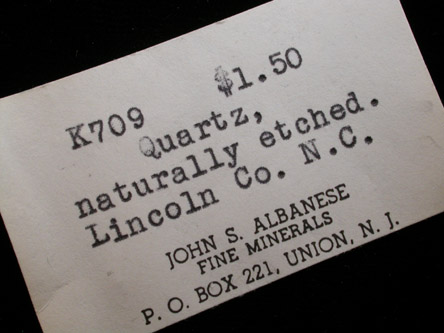 K709 $1.50
Quartz,
naturally etched.
Lincoln Co. N.C.
JOHN S. ALBANESE
FINE MINERALS
P. O. BOX 221, UNION, N. J.